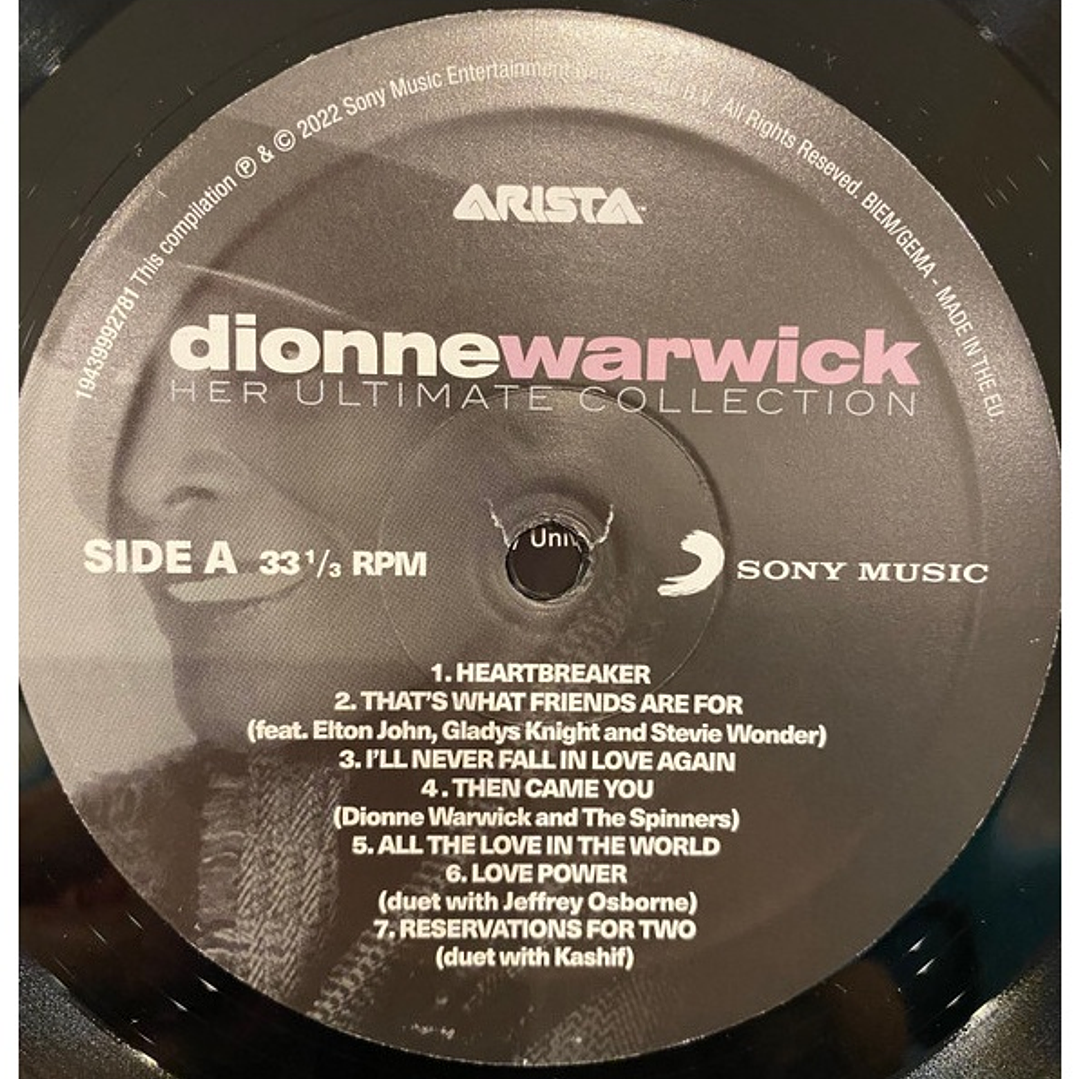 19439992781 This compilation Ⓟ & © 2022 Sony Music Entertainment B.V. All Rights Reseved. BIEM/GEMA - MADE IN THE EU.
ARISTA™
dionnewarwick
HER ULTIMATE COLLECTION
SIDE A 33 1/3 RPM
SONY MUSIC
1. HEARTBREAKER
2. THAT'S WHAT FRIENDS ARE FOR
(feat. Elton John, Gladys Knight and Stevie Wonder)
3. I'LL NEVER FALL IN LOVE AGAIN
4 . THEN CAME YOU
(Dionne Warwick and The Spinners)
5. ALL THE LOVE IN THE WORLD
6. LOVE POWER
(duet with Jeffrey Osborne)
7. RESERVATIONS FOR TWO
(duet with Kashif)